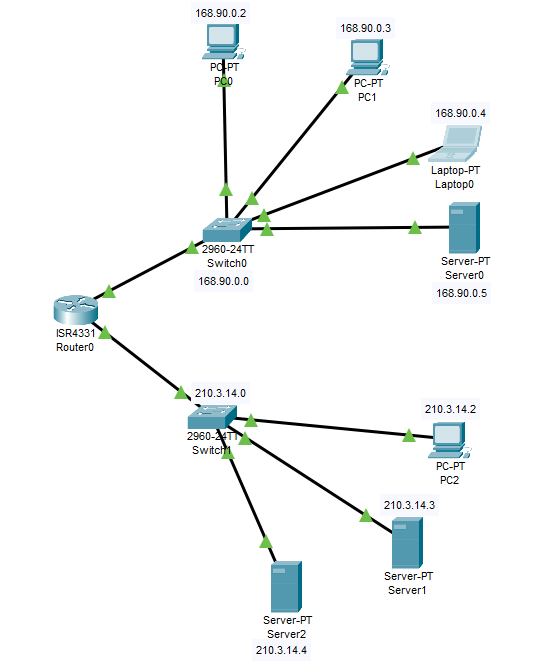 168.90.0.2
PC-PT
PC0
168.90.0.3
PC-PT
PC1
168.90.0.4
Laptop-PT
Laptop0
2960-24TT
Switch0
168.90.0.0
Server-PT
Server0
168.90.0.5
ISR4331
Router0
210.3.14.0
2960-24TT
Switch1
210.3.14.2
PC-PT
PC2
210.3.14.3
Server-PT
Server1
Server-PT
Server2
210.3.14.4